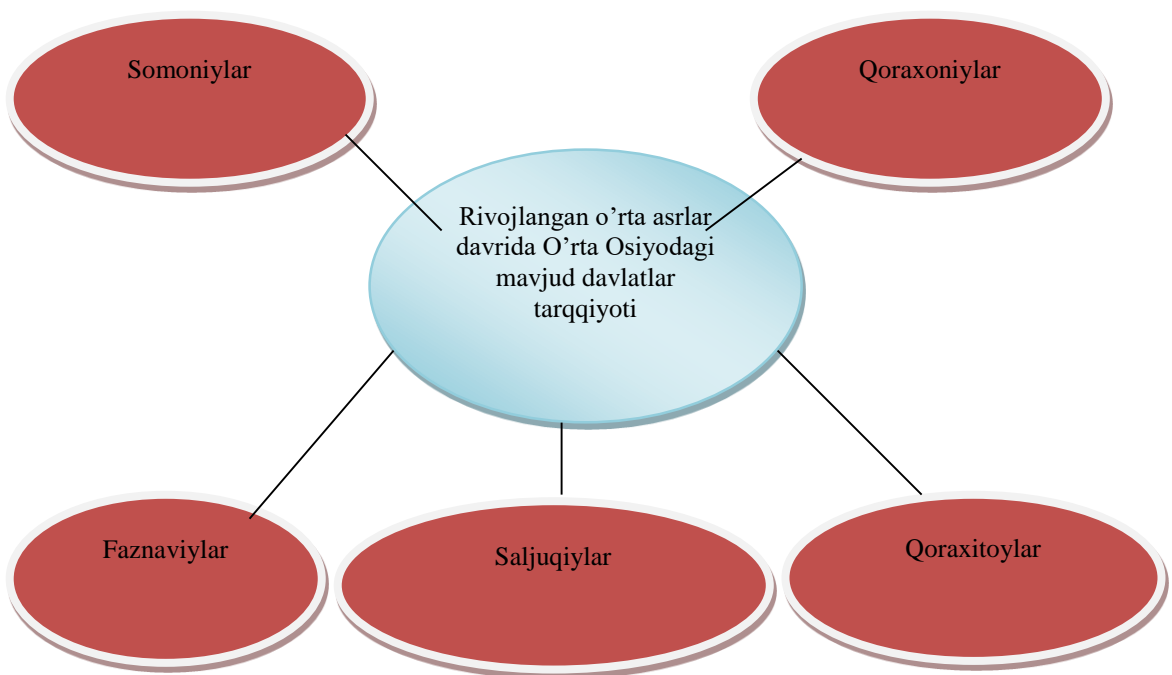 Somoniylar
Qoraxoniylar
Rivojlangan o’rta asrlar
davrida O’rta Osiyodagi
mavjud davlatlar
tarqqiyoti
Faznaviylar
Saljuqiylar
Qoraxitoylar